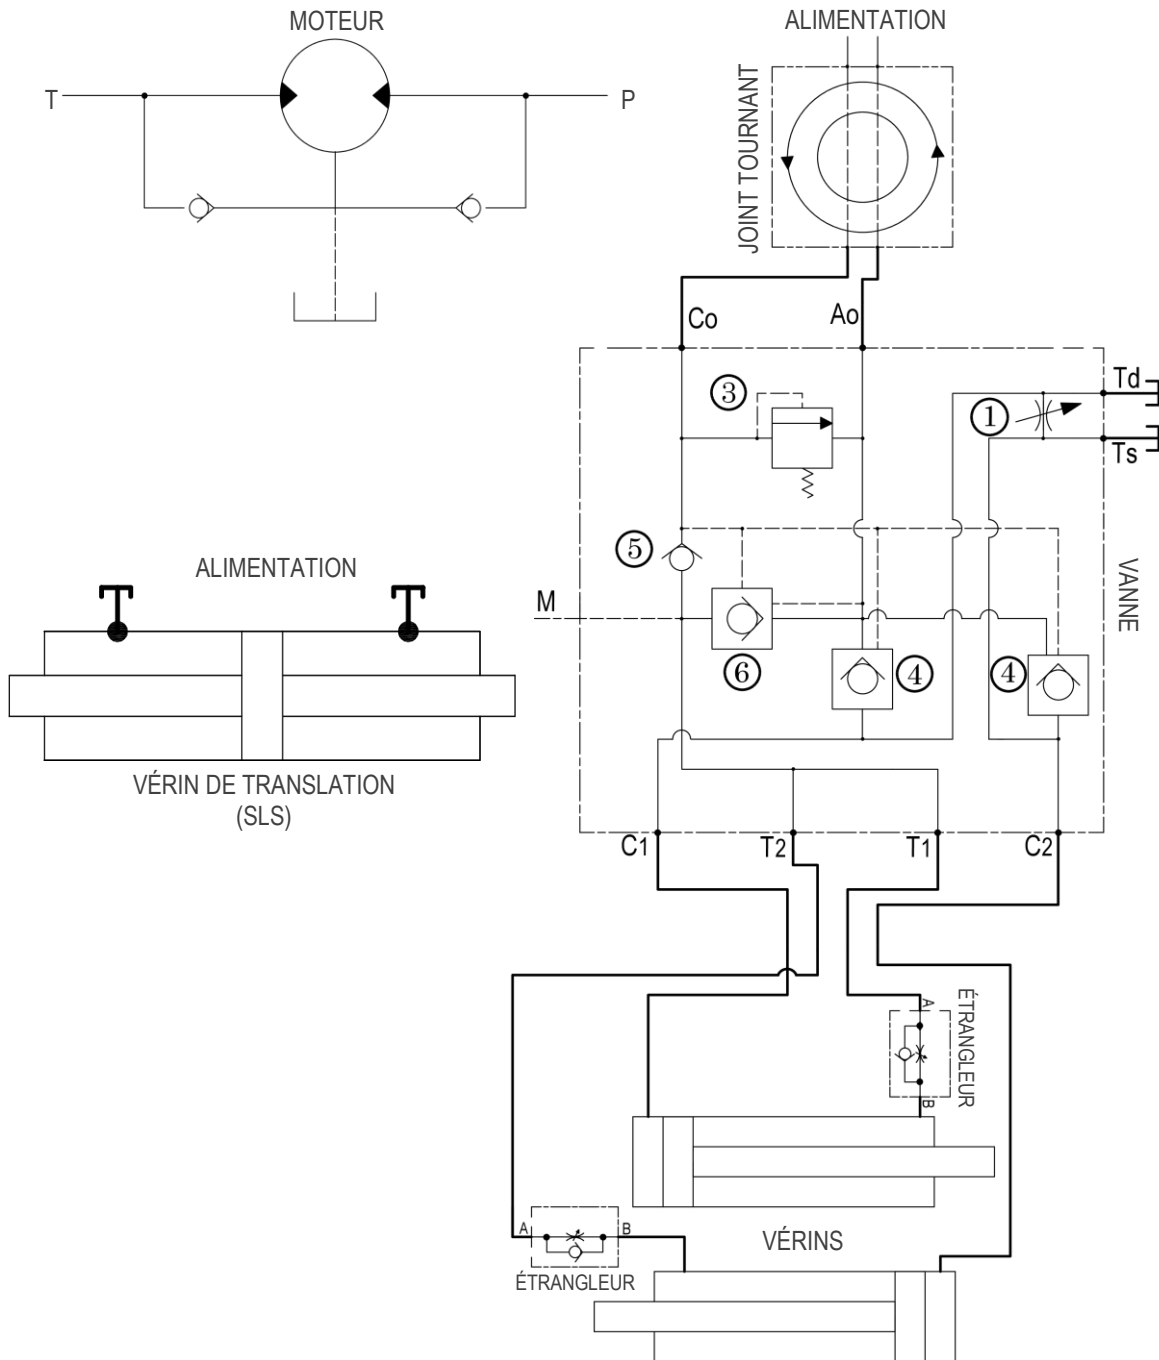 MOTEUR
T
P
ALIMENTATION
JOINT TOURNANT
Co
Ao
③
①
Td
Ts
⑤
M
⑥
④
④
VANNE
ALIMENTATION
VÉRIN DE TRANSLATION
(SLS)
C1
T2
T1
C2
A
B
ÉTRANGLEUR
A
B
ÉTRANGLEUR
VÉRINS